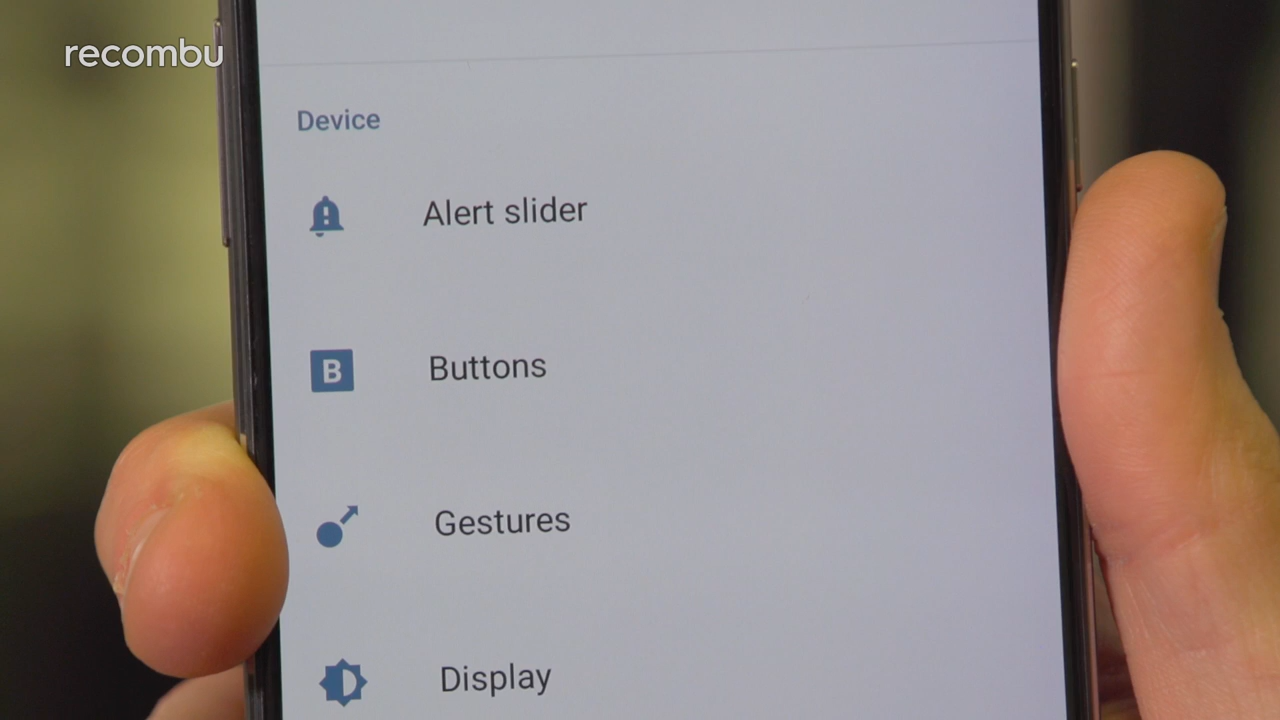 recombu
Device
Alert slider
B
Buttons
Gestures
Display